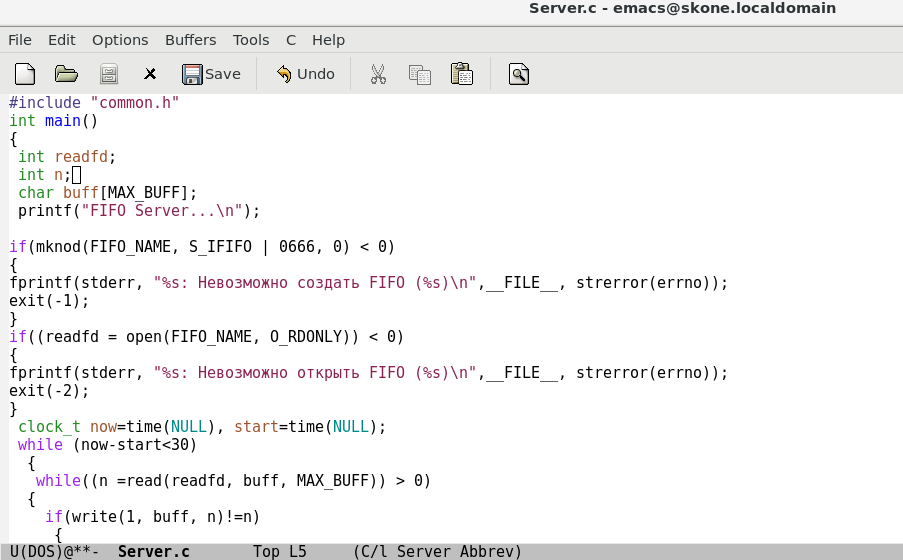 Server.c - emacs@skone.localdomain
File Edit Options Buffers Tools C Help
Save Undo
#include "common.h"
int main()
{
 int readfd;
 int n;
 char buff[MAX_BUFF];
 printf("FIFO Server...\n");

if(mknod(FIFO_NAME, S_IFIFO | 0666, 0) < 0)
{
fprintf(stderr, "%s: Невозможно создать FIFO (%s)\n",__FILE__, strerror(errno));
exit(-1);
}
if((readfd = open(FIFO_NAME, O_RDONLY)) < 0)
{
fprintf(stderr, "%s: Невозможно открыть FIFO (%s)\n",__FILE__, strerror(errno));
exit(-2);
}
 clock_t now=time(NULL), start=time(NULL);
 while (now-start<30)
  {
   while((n =read(readfd, buff, MAX_BUFF)) > 0)
  {
    if(write(1, buff, n)!=n)
     {
U(DOS)@**-  Server.c       Top L5     (C/l Server Abbrev)